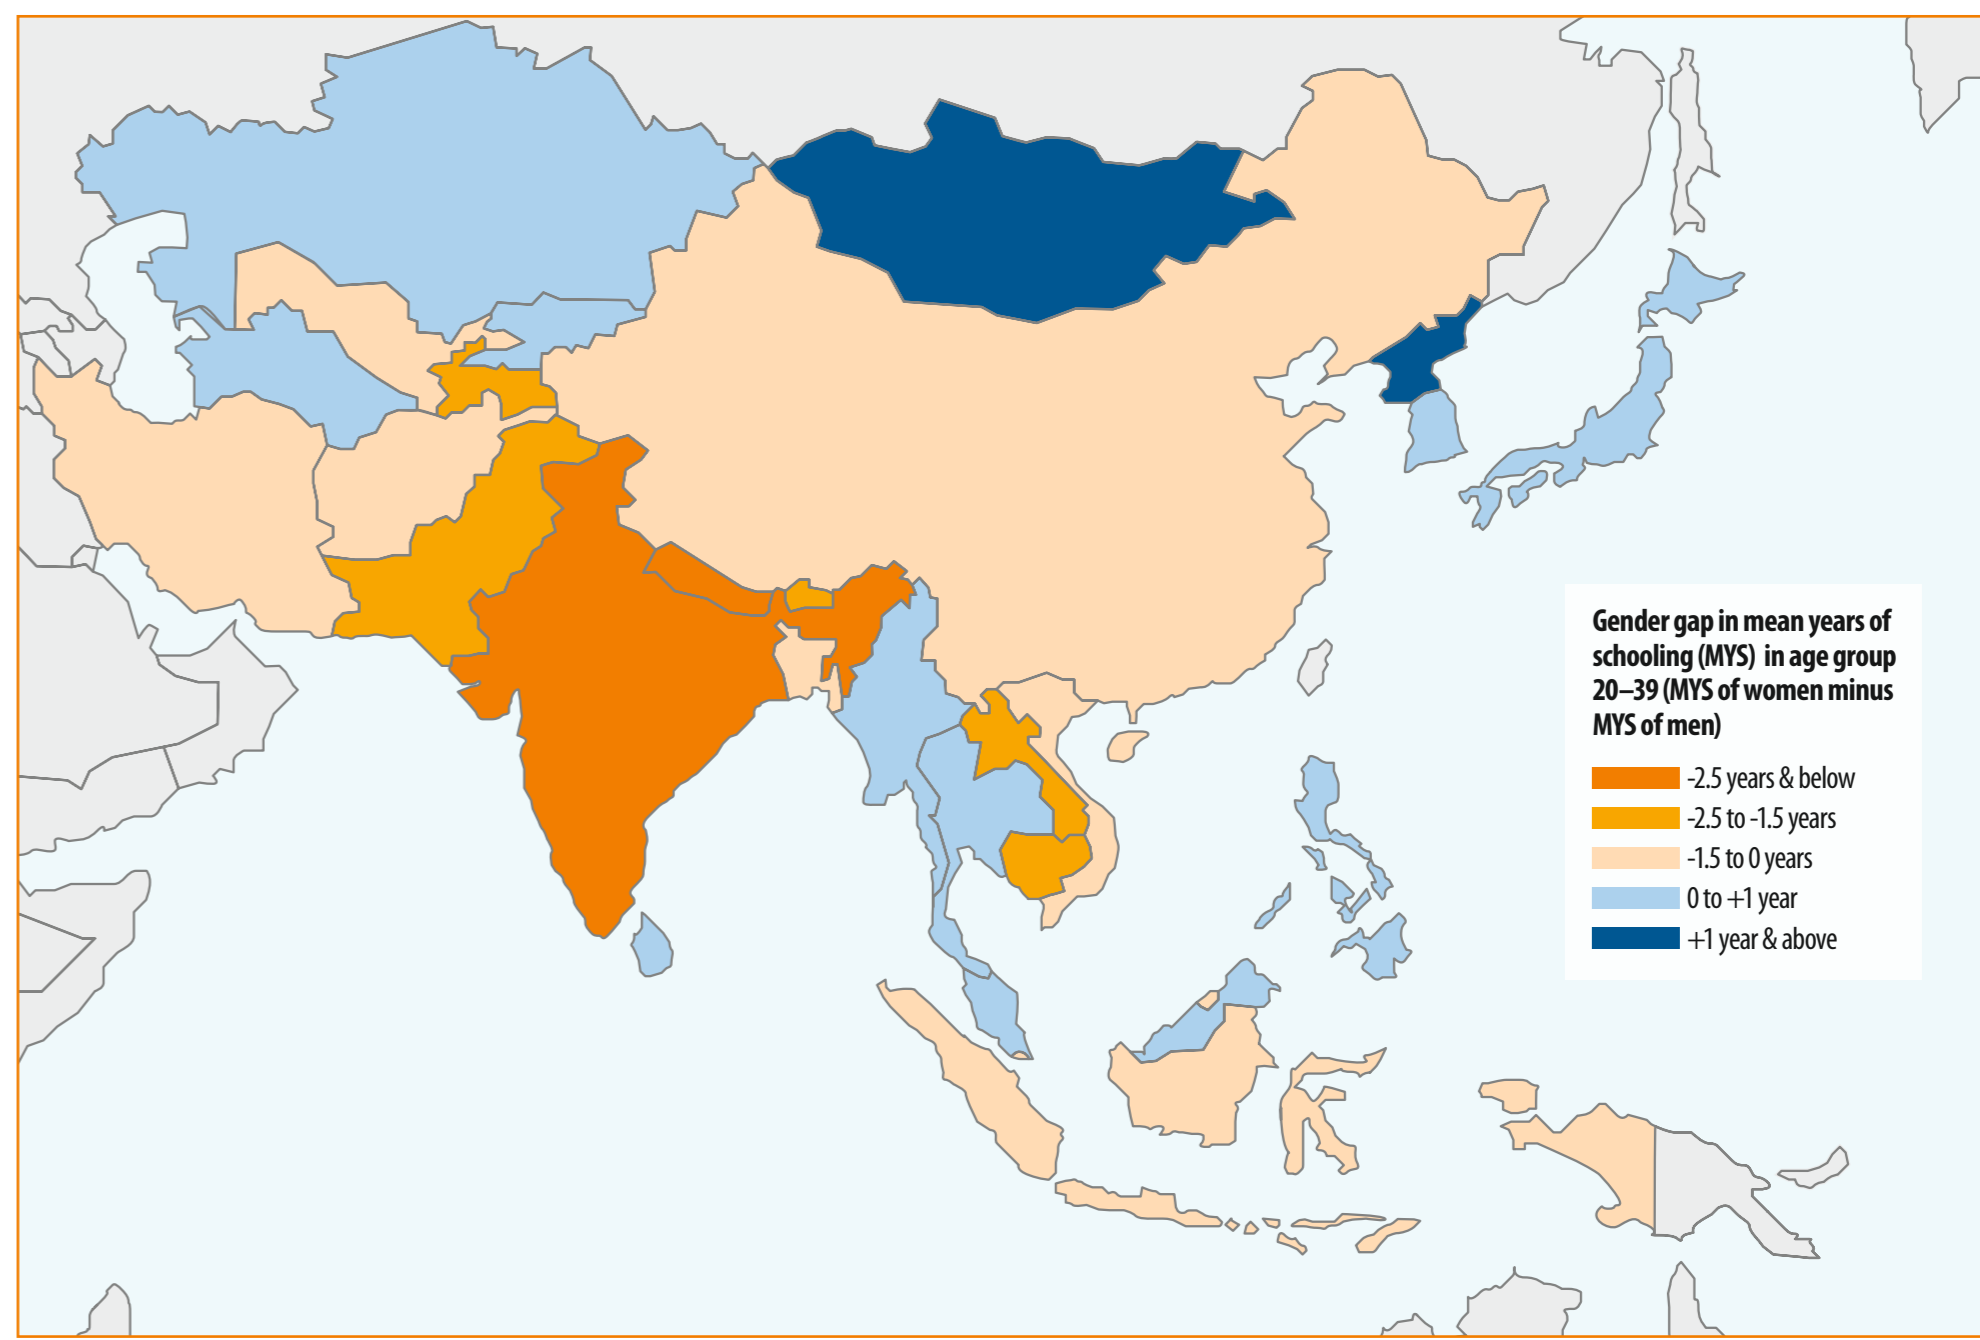 Gender gap in mean years of
schooling (MYS) in age group
20–39 (MYS of women minus
MYS of men)
-2.5 years & below
-2.5 to -1.5 years
-1.5 to 0 years
0 to +1 year
+1 year & above